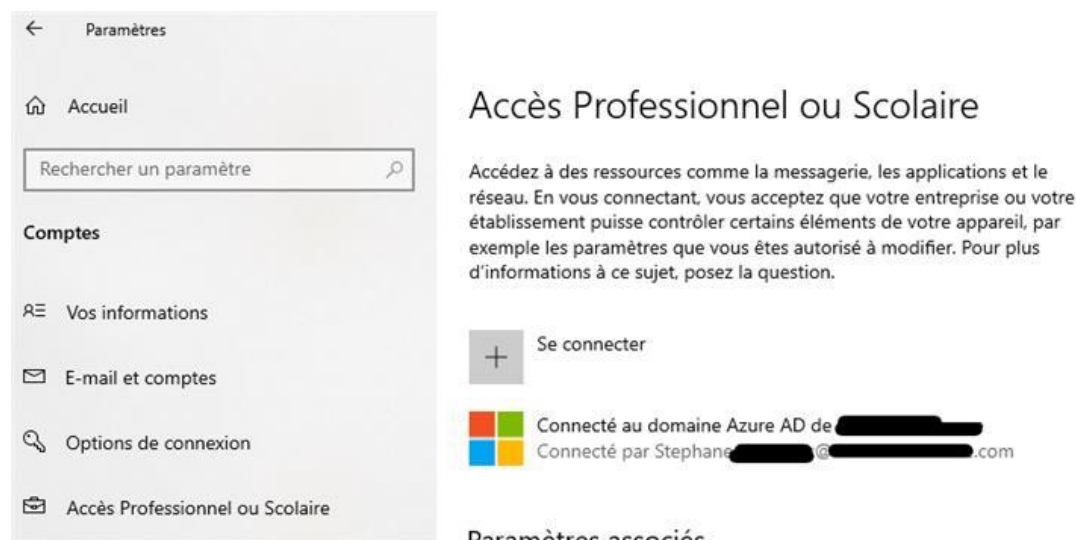 Paramètres
Accueil
Rechercher un paramètre
Comptes
Vos informations
E-mail et comptes
Options de connexion
Accès Professionnel ou Scolaire
Accès Professionnel ou Scolaire
Accédez à des ressources comme la messagerie, les applications et le
réseau. En vous connectant, vous acceptez que votre entreprise ou votre
établissement puisse contrôler certains éléments de votre appareil, par
exemple les paramètres que vous êtes autorisé à modifier. Pour plus
d'informations à ce sujet, posez la question.
Se connecter
Connecté au domaine Azure AD de
Connecté par Stephane @ .com
Paramètres associés